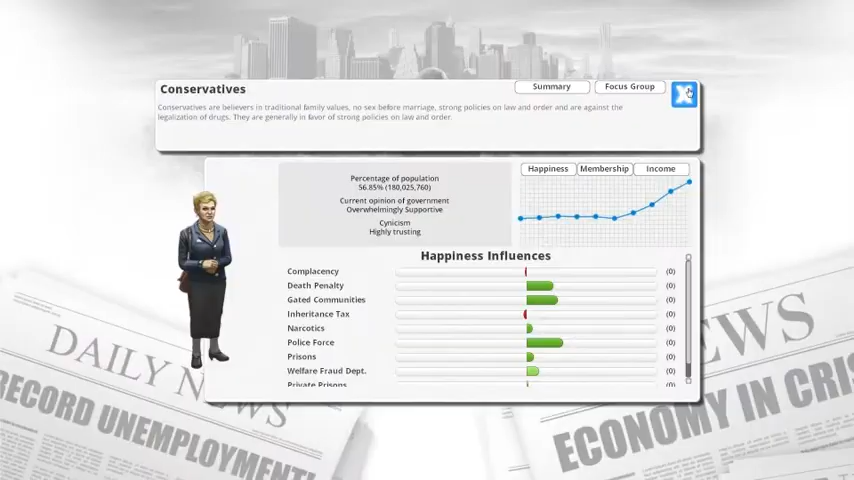 Conservatives
Summary
Focus Group
X
Conservatives are believers in traditional family values, no sex before marriage, strong policies on law and order and are against the
legalization of drugs. They are generally in favor of strong policies on law and order.
Percentage of population
56.85% (180,025,760)
Current opinion of government
Overwhelmingly Supportive
Cynicism
Highly trusting
Happiness
Membership
Income
Happiness Influences
Complacency (0)
Death Penalty (0)
Gated Communities (0)
Inheritance Tax (0)
Narcotics (0)
Police Force (0)
Prisons (0)
Welfare Fraud Dept. (0)
Private Prisons (0)
DAILY NEWS
RECORD UNEMPLOYMENT!
EWS
ECONOMY IN CRIS